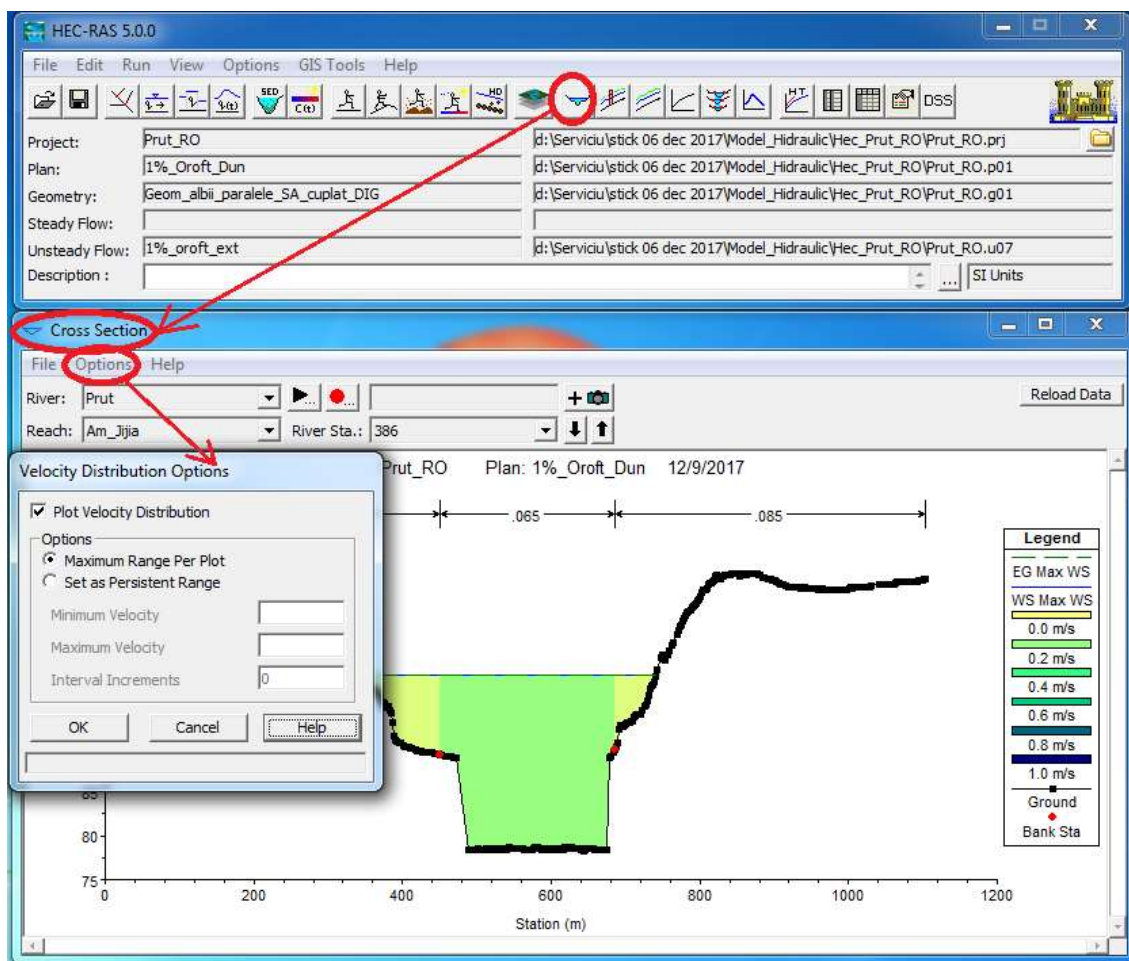 HEC-RAS 5.0.0
File Edit Run View Options GIS Tools Help
SED HD HT DSS
Project: Prut_RO d:\Serviciu\stick 06 dec 2017\Model_Hidraulic\Hec_Prut_RO\Prut_RO.prj
Plan: 1%_Oroft_Dun d:\Serviciu\stick 06 dec 2017\Model_Hidraulic\Hec_Prut_RO\Prut_RO.p01
Geometry: Geom_albii_paralele_SA_cuplat_DIG d:\Serviciu\stick 06 dec 2017\Model_Hidraulic\Hec_Prut_RO\Prut_RO.g01
Steady Flow:
Unsteady Flow: 1%_oroft_ext d:\Serviciu\stick 06 dec 2017\Model_Hidraulic\Hec_Prut_RO\Prut_RO.u07
Description : ... SI Units
Cross Section
File Options Help
River: Prut Reload Data
Reach: Am_Jijia River Sta.: 386
Velocity Distribution Options
Plot Velocity Distribution
Options
Maximum Range Per Plot
Set as Persistent Range
Minimum Velocity
Maximum Velocity
Interval Increments 0
OK Cancel Help
Prut_RO Plan: 1%_Oroft_Dun 12/9/2017
.065 .085
Legend
EG Max WS
WS Max WS
0.0 m/s
0.2 m/s
0.4 m/s
0.6 m/s
0.8 m/s
1.0 m/s
Ground
Bank Sta
85
80
75
0 200 400 600 800 1000 1200
Station (m)